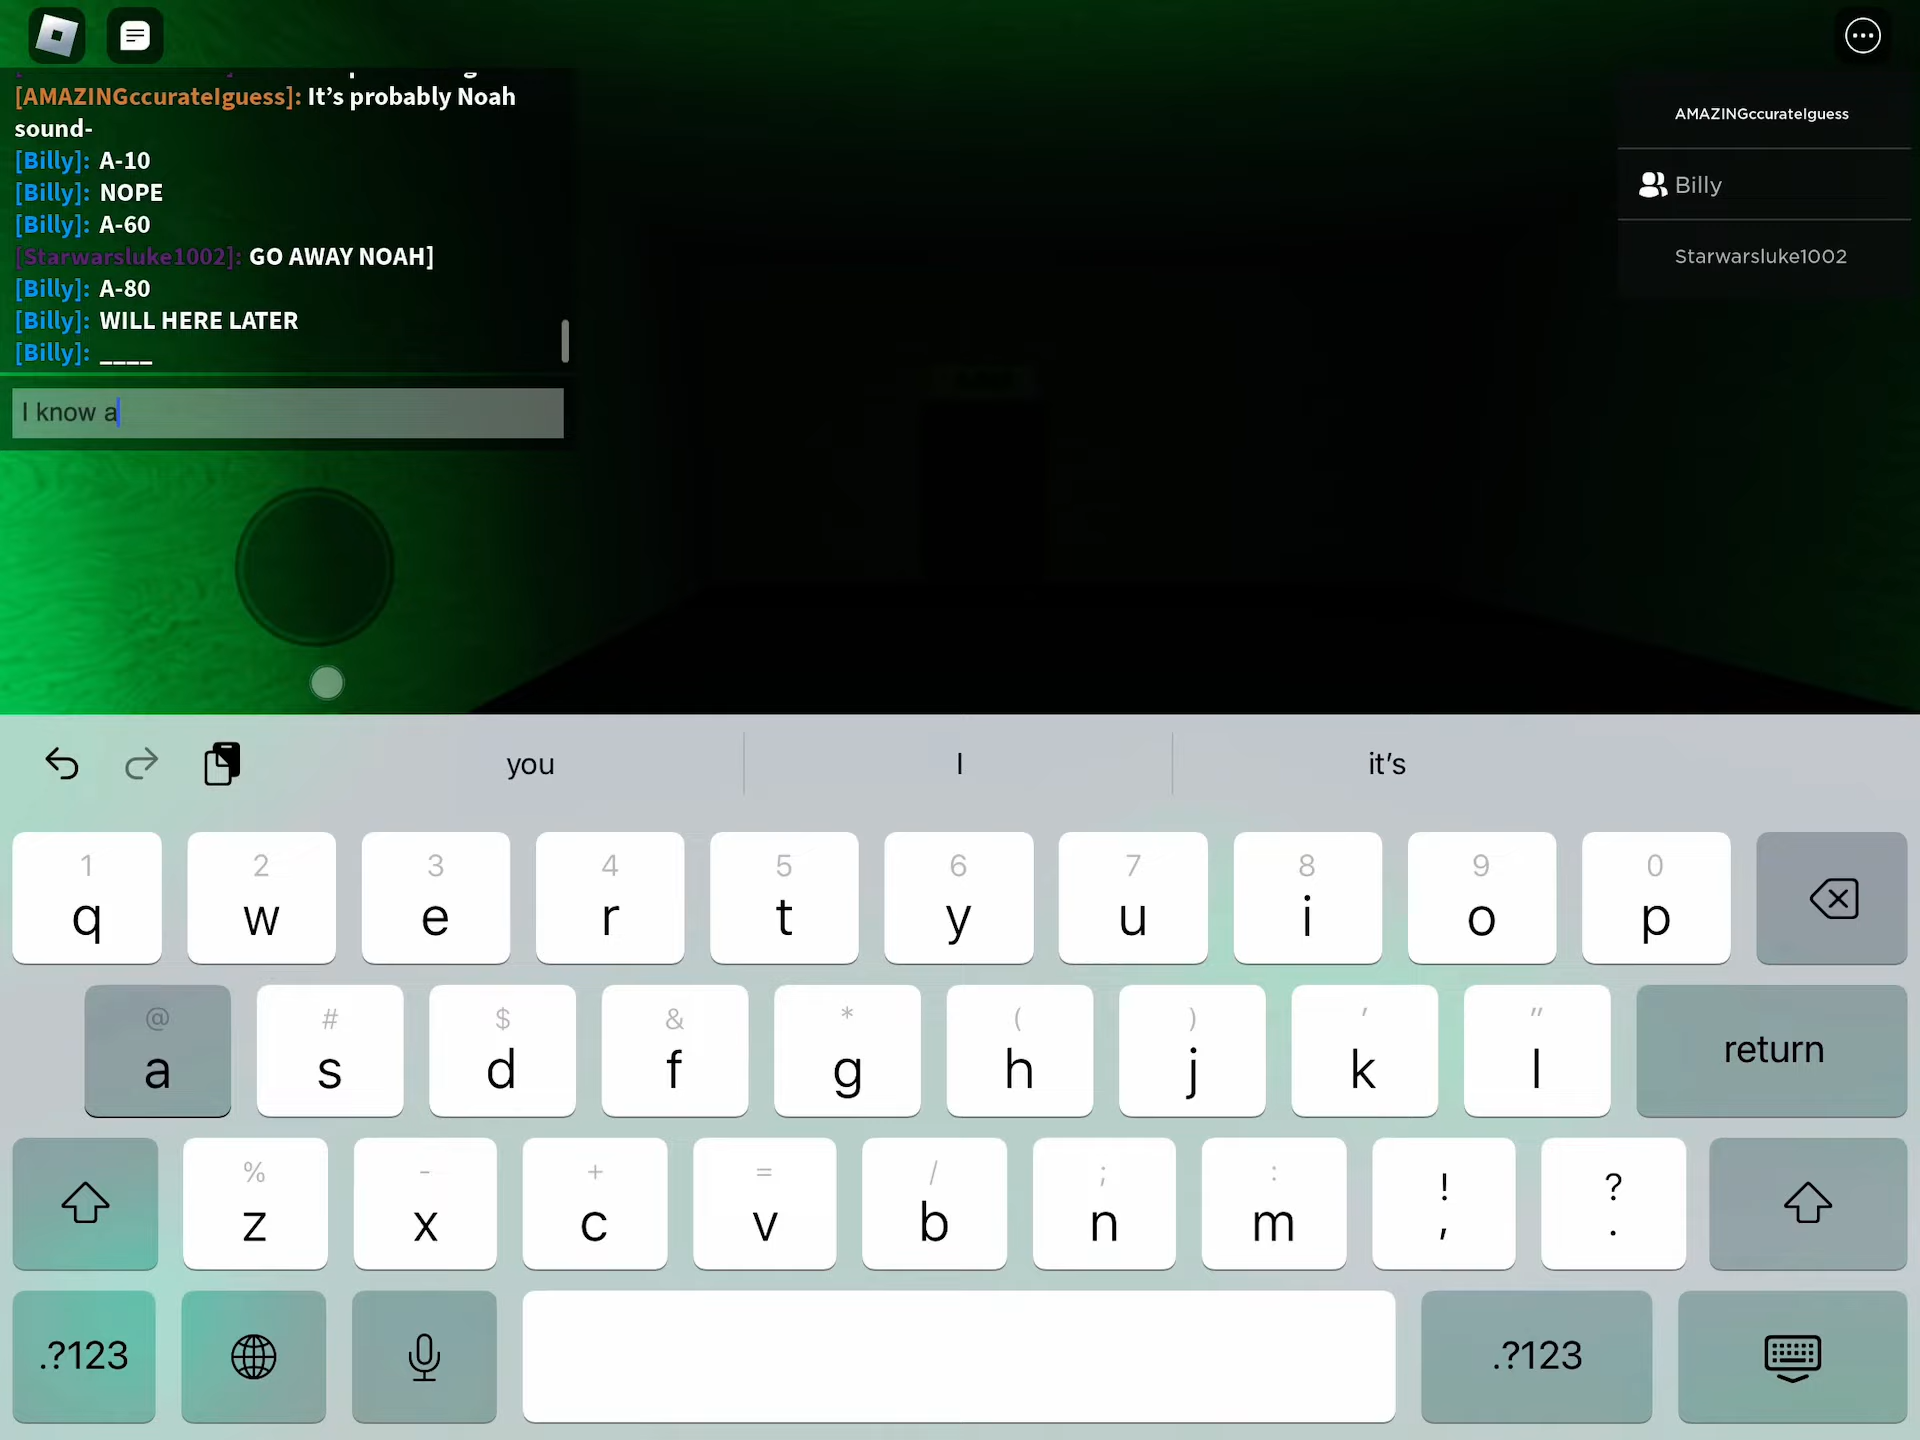 [AMAZINGccurateIguess]: It's probably Noah
sound-
[Billy]: A-10
[Billy]: NOPE
[Billy]: A-60
[Starwarsluke1002]: GO AWAY NOAH]
[Billy]: A-80
[Billy]: WILL HERE LATER
[Billy]: ____
I know a
AMAZINGccurateIguess
Billy
Starwarsluke1002
you I it's
1 2 3 4 5 6 7 8 9 0
q w e r t y u i o p
@ # $ & * ( ) ' "
a s d f g h j k l return
% - + = / ; : ! ?
z x c v b n m , .
.?123 .?123